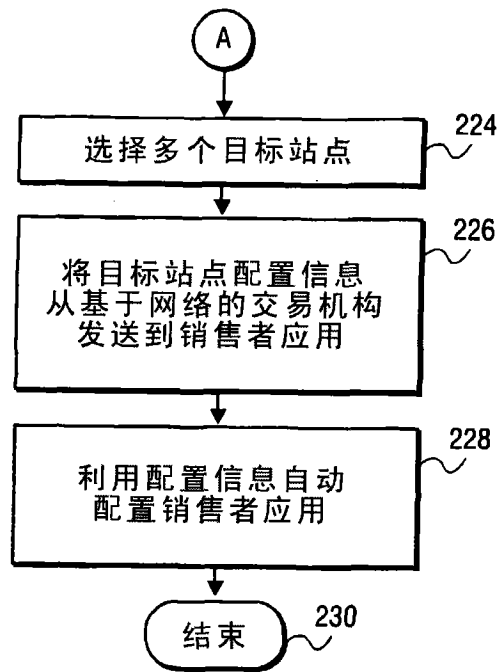 A
选择多个目标站点
224
226
将目标站点配置信息
从基于网络的交易机构
发送到销售者应用
228
利用配置信息自动
配置销售者应用
结束
230